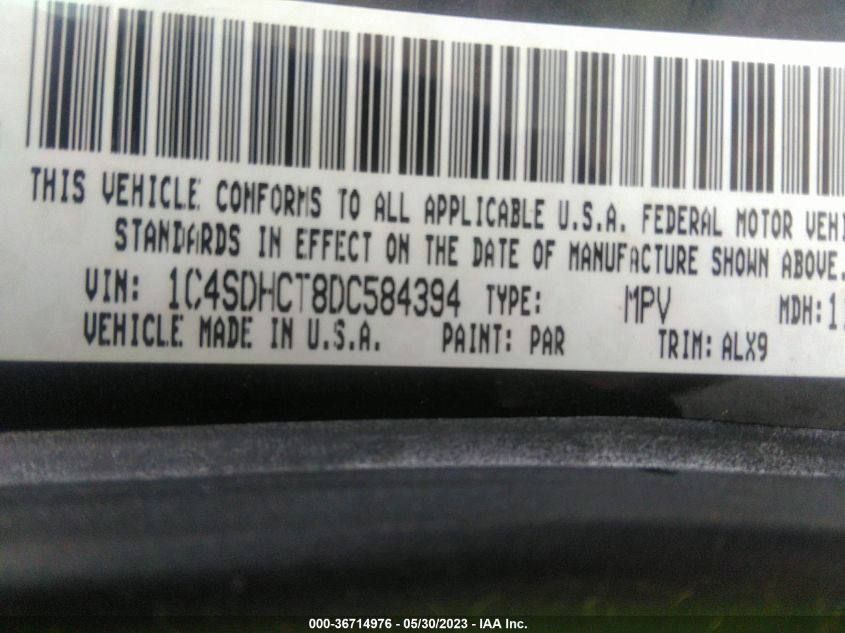 THIS VEHICLE CONFORMS TO ALL APPLICABLE U.S.A. FEDERAL MOTOR VEHI
STANDARDS IN EFFECT ON THE DATE OF MANUFACTURE SHOWN ABOVE.
VIN: 1C4SDHCT8DC584394 TYPE: MPV MDH:11
VEHICLE MADE IN U.S.A. PAINT: PAR TRIM: ALX9
000-36714976 - 05/30/2023 - IAA Inc.